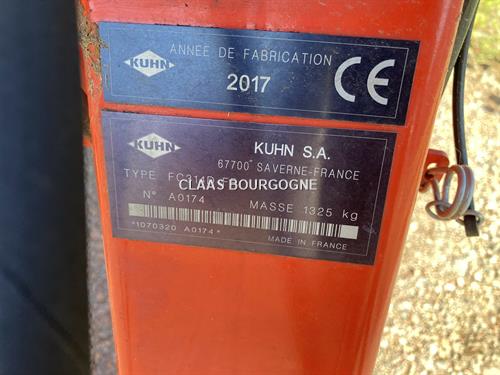 KUHN
ANNÉE DE FABRICATION
2017
CE
KUHN
KUHN S.A.
67700 SAVERNE-FRANCE
TYPE
CLAAS BOURGOGNE
N° A0174 MASSE 1325 kg
*1070320 A0174*
MADE IN FRANCE